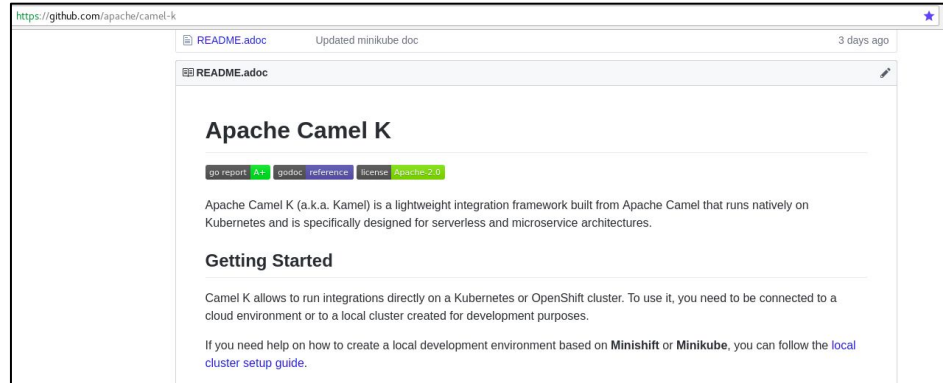 https://github.com/apache/camel-k
README.adoc Updated minikube doc 3 days ago
README.adoc
Apache Camel K
go report A+ godoc reference license Apache-2.0
Apache Camel K (a.k.a. Kamel) is a lightweight integration framework built from Apache Camel that runs natively on
Kubernetes and is specifically designed for serverless and microservice architectures.
Getting Started
Camel K allows to run integrations directly on a Kubernetes or OpenShift cluster. To use it, you need to be connected to a
cloud environment or to a local cluster created for development purposes.
If you need help on how to create a local development environment based on Minishift or Minikube, you can follow the local
cluster setup guide.